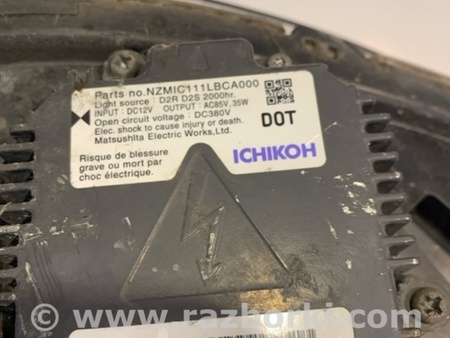 Parts no.NZMIC111LBCA000
Light source : D2R D2S 2000hr.
INPUT : DC12V OUTPUT : AC85V, 35W
Open circuit voltage : DC380V
Elec. shock to cause injury or death.
Matsushita Electric Works,Ltd.
DOT
Risque de blessure
grave ou mort par
choc électrique.
ICHIKOH
www.razborki.com